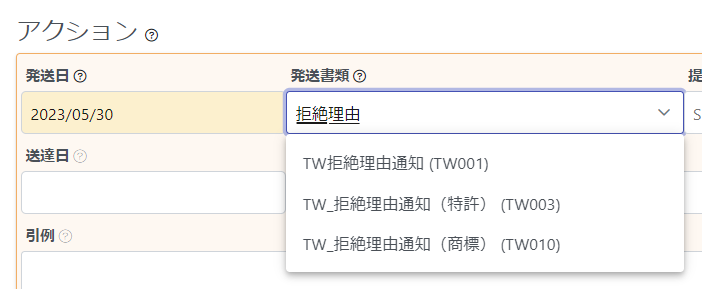 アクション ?
発送日 ? 発送書類 ? 提
2023/05/30 拒絶理由 S
送達日 ? TW拒絶理由通知 (TW001)
TW_拒絶理由通知（特許） (TW003)
引例 ? TW_拒絶理由通知（商標） (TW010)